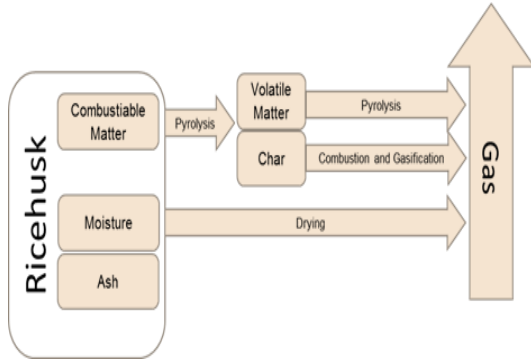 Ricehusk
Combustiable
Matter
Pyrolysis
Volatile
Matter
Pyrolysis
Char
Combustion and Gasification
Moisture
Drying
Ash
Gas